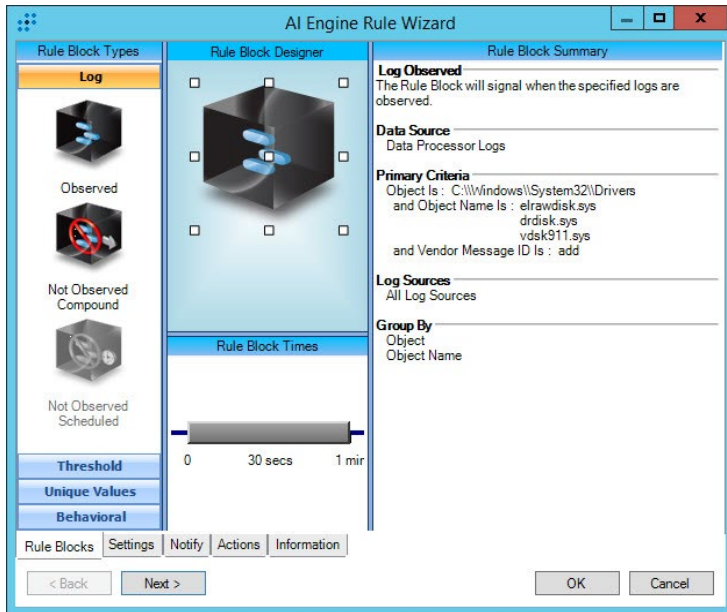 AI Engine Rule Wizard
Rule Block Types
Log
Observed
Not Observed
Compound
Not Observed
Scheduled
Threshold
Unique Values
Behavioral
Rule Block Designer
Rule Block Times
0 30 secs 1 min
Rule Block Summary
Log Observed
The Rule Block will signal when the specified logs are
observed.
Data Source
Data Processor Logs
Primary Criteria
Object Is : C:\\Windows\\System32\\Drivers
and Object Name Is : elrawdisk.sys
drdisk.sys
vdsk911.sys
and Vendor Message ID Is : add
Log Sources
All Log Sources
Group By
Object
Object Name
Rule Blocks Settings Notify Actions Information
< Back Next > OK Cancel